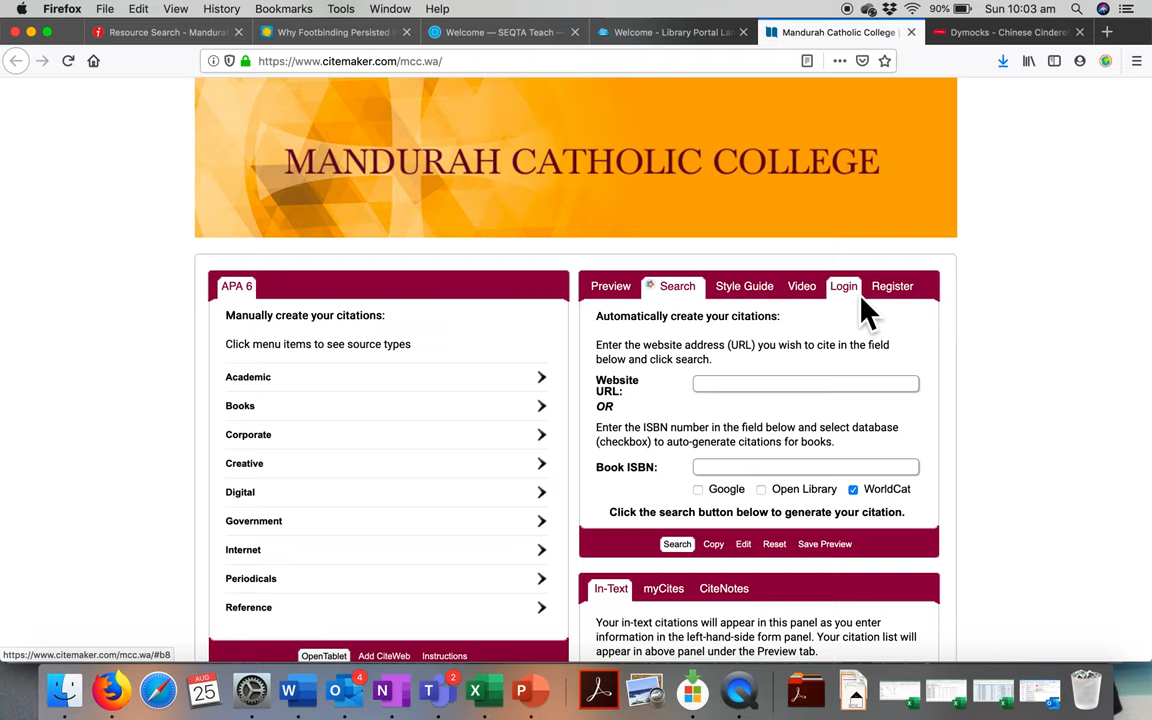 Firefox File Edit View History Bookmarks Tools Window Help 90% Sun 10:03 am
Resource Search - Mandura Why Footbinding Persisted Welcome — SEQTA Teach — Welcome - Library Portal La Mandurah Catholic College Dymocks - Chinese Cindere
https://www.citemaker.com/mcc.wa/
MANDURAH CATHOLIC COLLEGE
APA 6
Manually create your citations:
Click menu items to see source types
Academic
Books
Corporate
Creative
Digital
Government
Internet
Periodicals
Reference
OpenTablet Add CiteWeb Instructions
Preview Search Style Guide Video Login Register
Automatically create your citations:
Enter the website address (URL) you wish to cite in the field
below and click search.
Website
URL:
OR
Enter the ISBN number in the field below and select database
(checkbox) to auto-generate citations for books.
Book ISBN:
Google Open Library WorldCat
Click the search button below to generate your citation.
Search Copy Edit Reset Save Preview
In-Text myCites CiteNotes
Your in-text citations will appear in this panel as you enter
information in the left-hand-side form panel. Your citation list will
appear in above panel under the Preview tab.
https://www.citemaker.com/mcc.wa/#b8
AUG
25
4
2